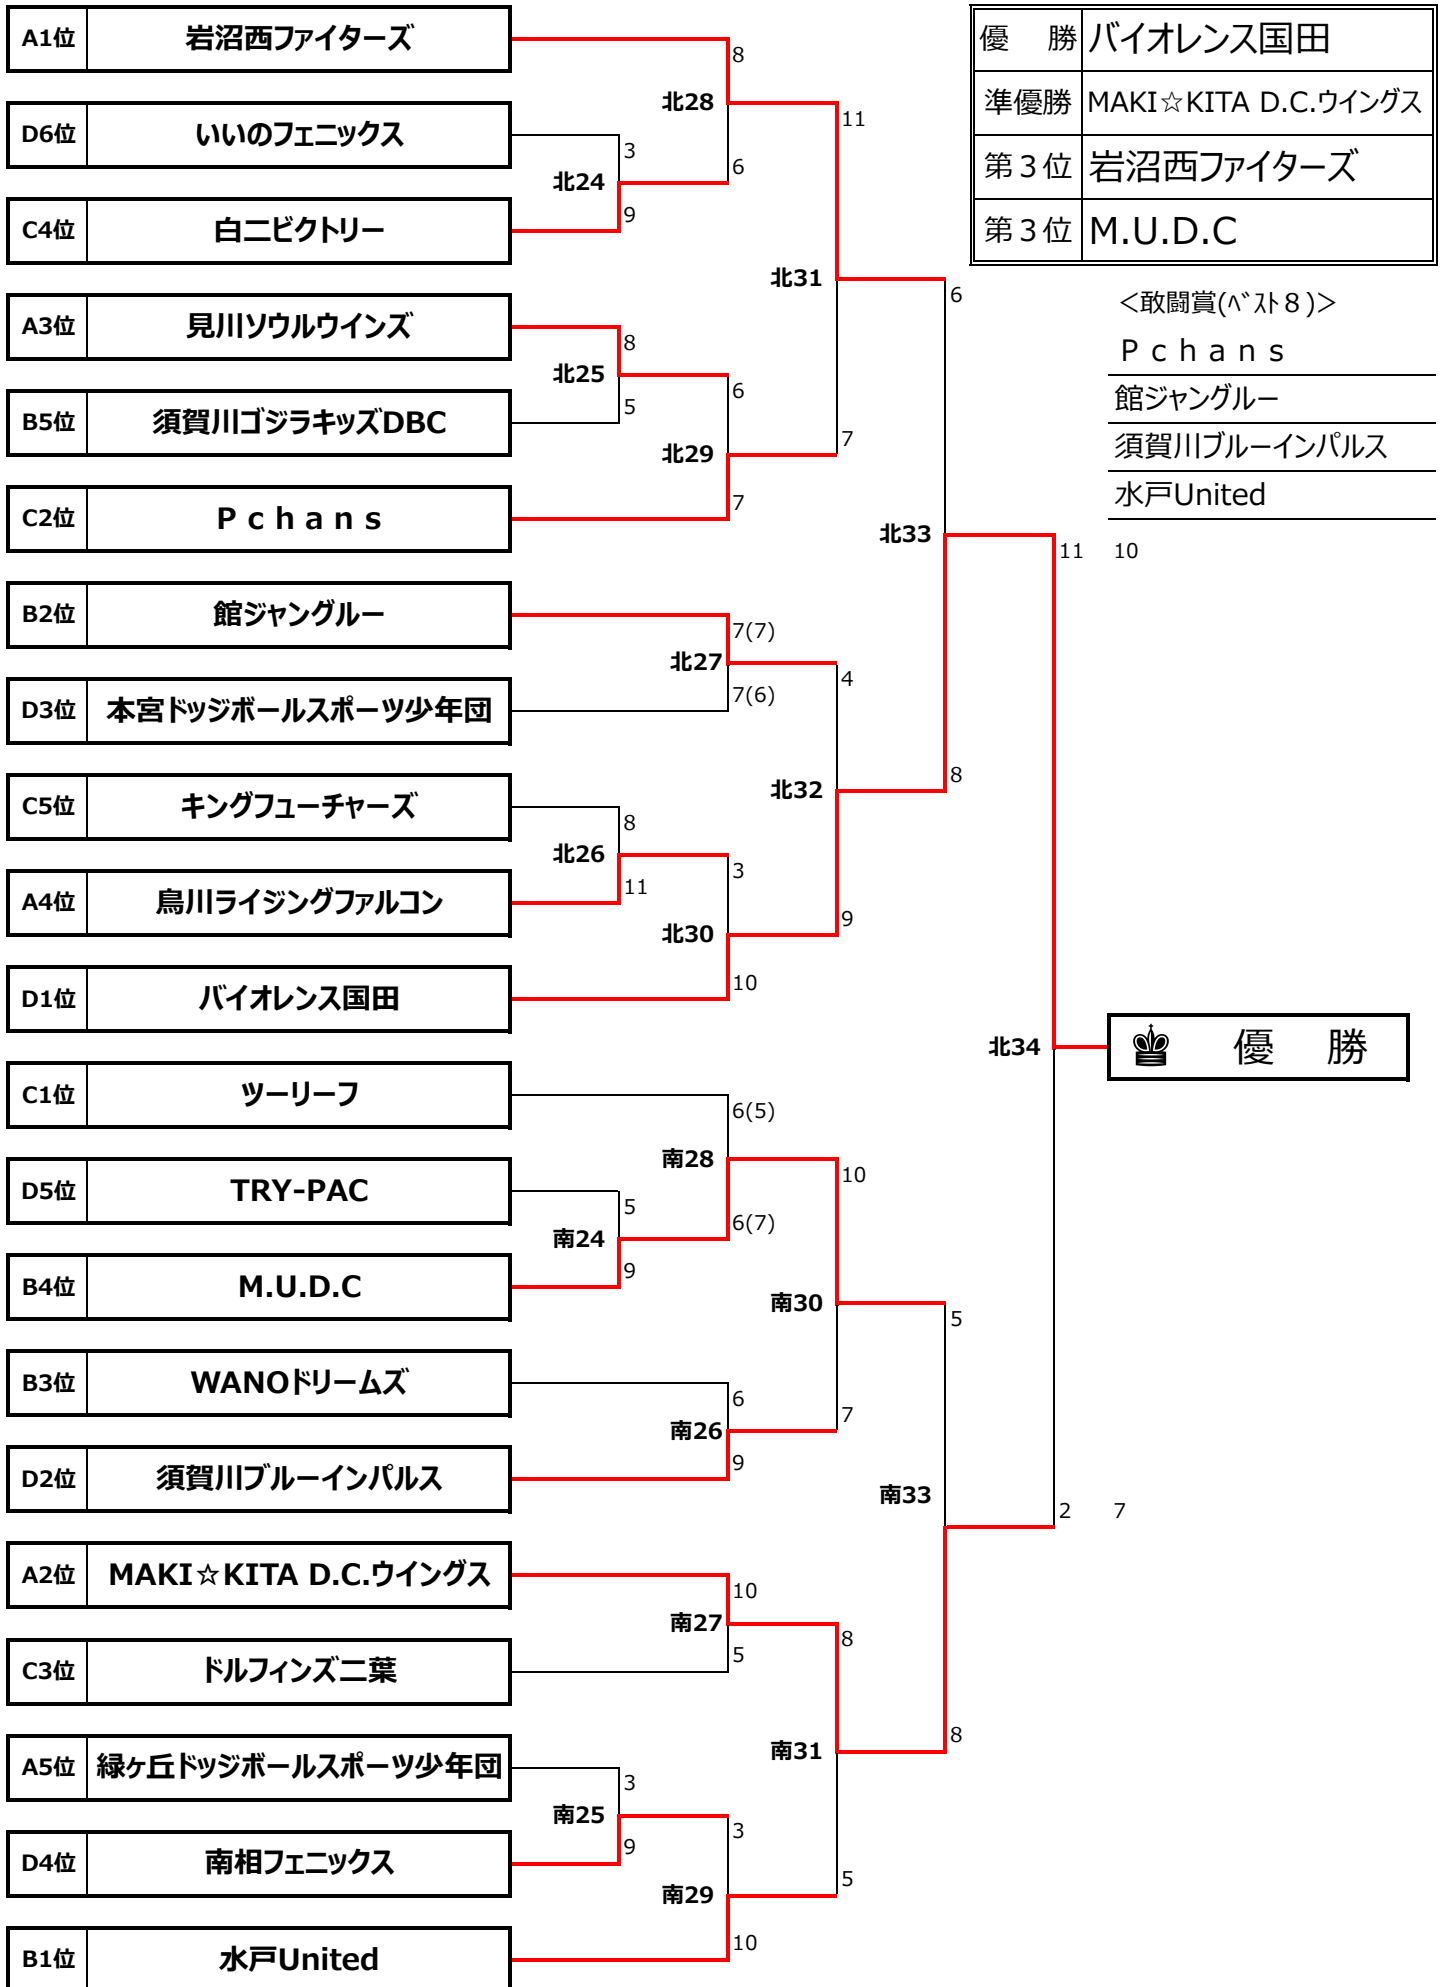 A1位 岩沼西ファイターズ
D6位 いいのフェニックス
C4位 白二ビクトリー
A3位 見川ソウルウインズ
B5位 須賀川ゴジラキッズDBC
C2位 Ｐｃｈａｎｓ
B2位 館ジャングルー
D3位 本宮ドッジボールスポーツ少年団
C5位 キングフューチャーズ
A4位 鳥川ライジングファルコン
D1位 バイオレンス国田
C1位 ツーリーフ
D5位 TRY-PAC
B4位 M.U.D.C
B3位 WANOドリームズ
D2位 須賀川ブルーインパルス
A2位 MAKI☆KITA D.C.ウイングス
C3位 ドルフィンズ二葉
A5位 緑ヶ丘ドッジボールスポーツ少年団
D4位 南相フェニックス
B1位 水戸United
3
北24
9
8
北25
5
8
北26
11
5
南24
9
3
南25
9
8
北28
6
6
北29
7
7(7)
北27
7(6)
3
北30
10
6(5)
南28
6(7)
6
南26
9
10
南27
5
3
南29
10
11
北31
7
4
北32
9
10
南30
7
8
南31
5
6
北33
8
5
南33
8
11 10
北34
2 7
優 勝
優 勝 バイオレンス国田
準優勝 MAKI☆KITA D.C.ウイングス
第３位 岩沼西ファイターズ
第３位 M.U.D.C
＜敢闘賞(ﾍﾞｽﾄ８)＞
Ｐｃｈａｎｓ
館ジャングルー
須賀川ブルーインパルス
水戸United